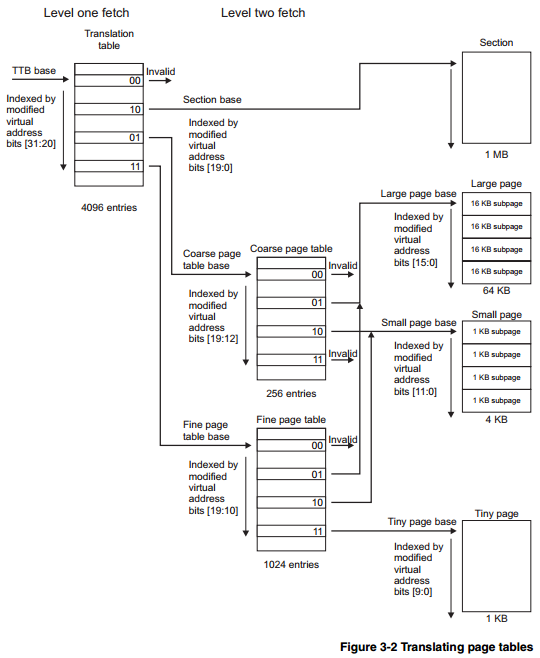 Level one fetch
Level two fetch
Translation
table
TTB base
00
Invalid
Indexed by
modified
virtual
address
bits [31:20]
10
Section base
01
Indexed by
modified
virtual
address
bits [19:0]
11
4096 entries
Section
1 MB
Large page
Large page base
Indexed by
modified
virtual
address
bits [15:0]
16 KB subpage
16 KB subpage
16 KB subpage
16 KB subpage
64 KB
Coarse page
table base
Coarse page table
00
Invalid
Indexed by
modified
virtual
address
bits [19:12]
01
10
11
Invalid
256 entries
Small page
Small page base
Indexed by
modified
virtual
address
bits [11:0]
1 KB subpage
1 KB subpage
1 KB subpage
1 KB subpage
4 KB
Fine page
table base
Fine page table
00
Invalid
Indexed by
modified
virtual
address
bits [19:10]
01
10
11
1024 entries
Tiny page base
Tiny page
Indexed by
modified
virtual
address
bits [9:0]
1 KB
Figure 3-2 Translating page tables